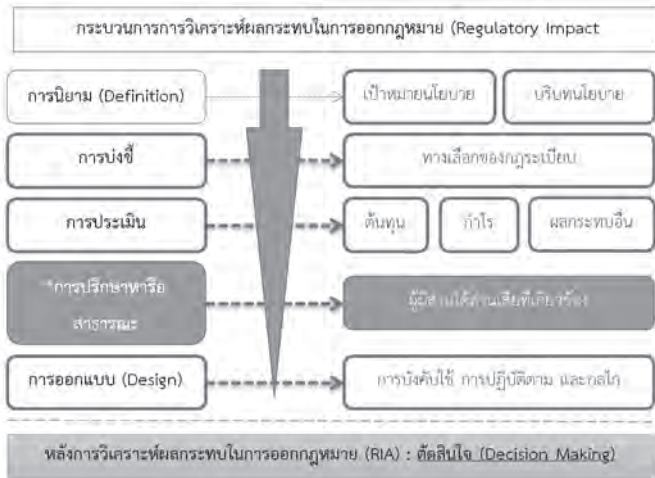 กระบวนการการวิเคราะห์ผลกระทบในการออกกฎหมาย (Regulatory Impact
การนิยาม (Definition)
เป้าหมายนโยบาย
บริบทนโยบาย
การบ่งชี้
ทางเลือกของกฎระเบียบ
การประเมิน
ต้นทุน
กำไร
ผลกระทบอื่น
*การปรึกษาหารือ
สาธารณะ
ผู้มีส่วนได้ส่วนเสียที่เกี่ยวข้อง
การออกแบบ (Design)
การบังคับใช้ การปฏิบัติตาม และกลไก
หลังการวิเคราะห์ผลกระทบในการออกกฎหมาย (RIA) : ตัดสินใจ (Decision Making)